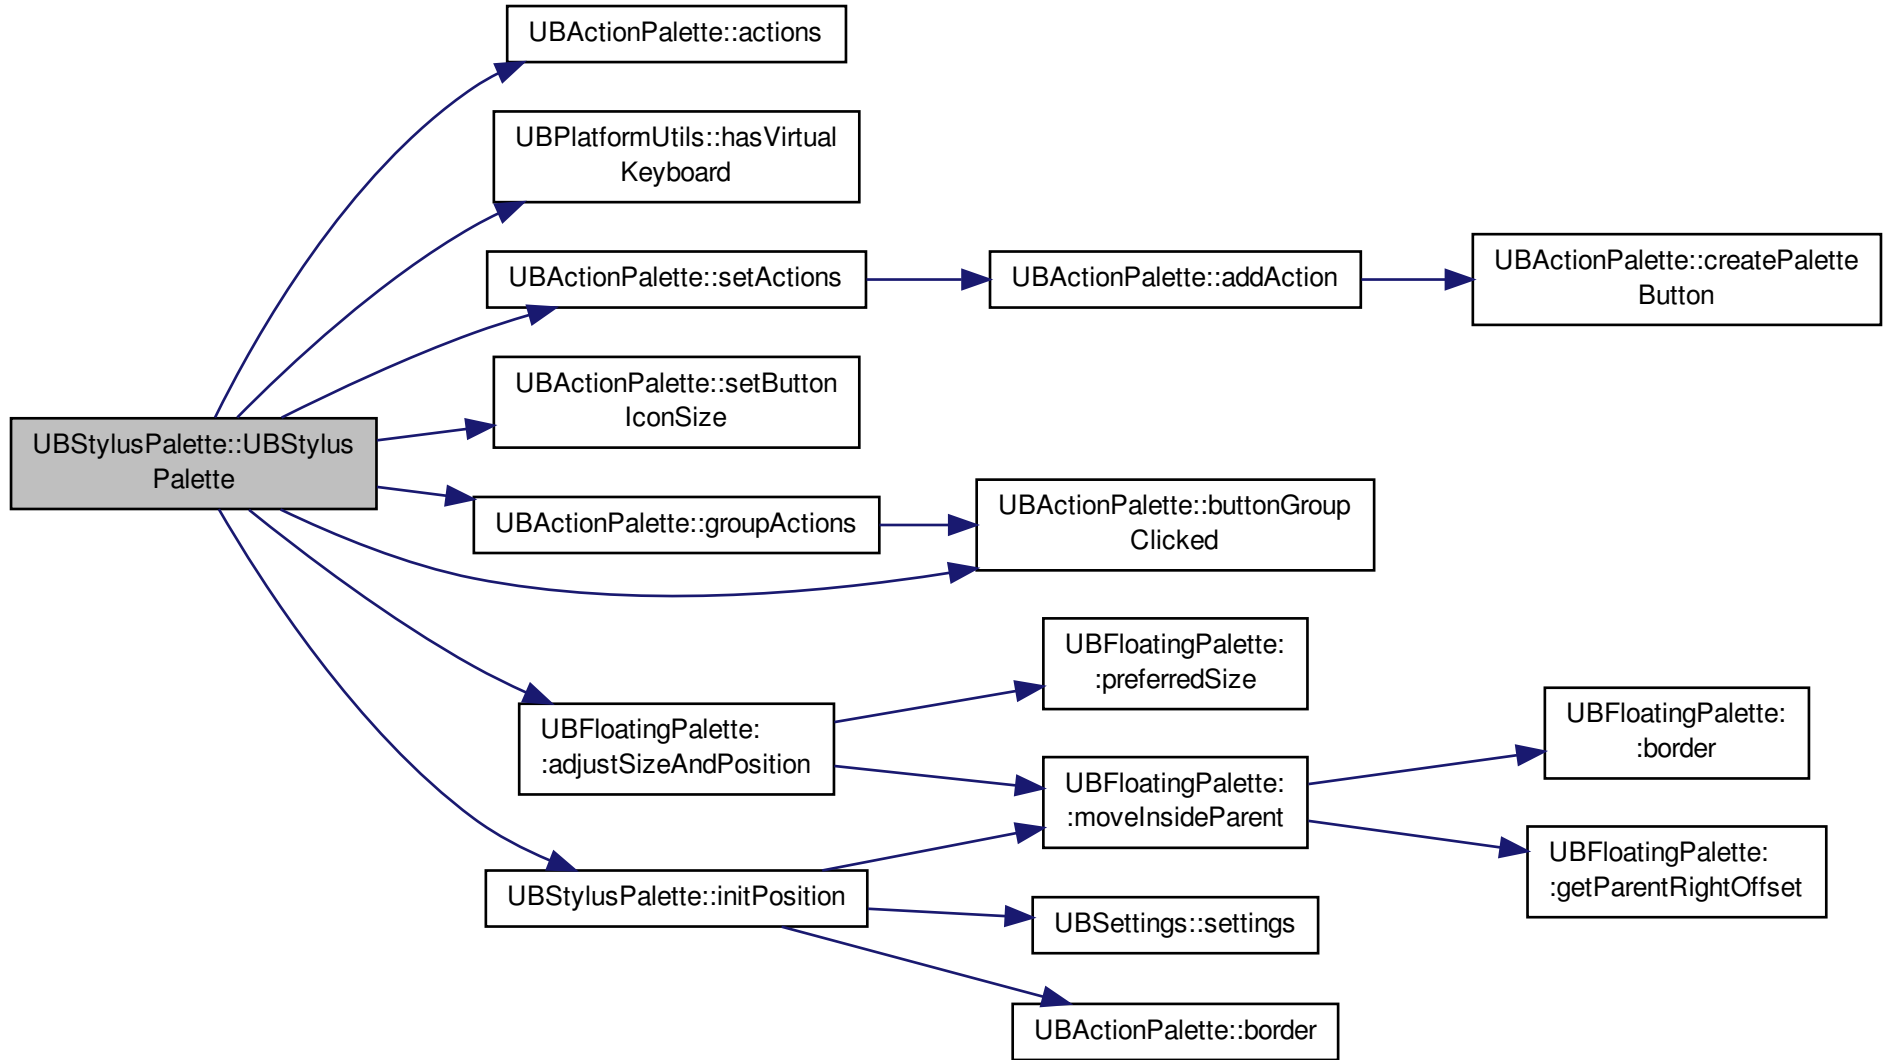 UBActionPalette::actions
UBPlatformUtils::hasVirtual
Keyboard
UBActionPalette::setActions
UBActionPalette::addAction
UBActionPalette::createPalette
Button
UBActionPalette::setButton
IconSize
UBStylusPalette::UBStylus
Palette
UBActionPalette::groupActions
UBActionPalette::buttonGroup
Clicked
UBFloatingPalette:
:adjustSizeAndPosition
UBFloatingPalette:
:preferredSize
UBFloatingPalette:
:moveInsideParent
UBFloatingPalette:
:border
UBFloatingPalette:
:getParentRightOffset
UBStylusPalette::initPosition
UBSettings::settings
UBActionPalette::border